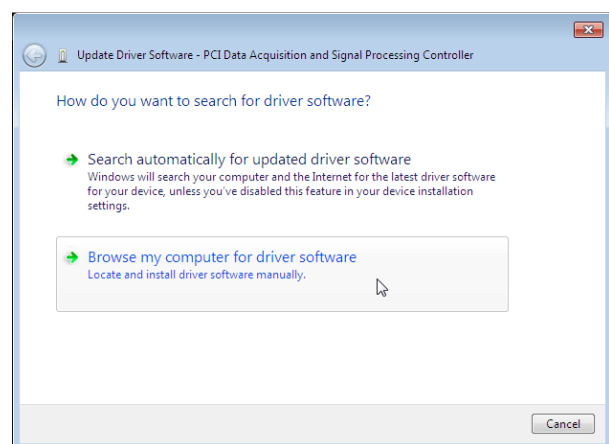 Update Driver Software - PCI Data Acquisition and Signal Processing Controller
How do you want to search for driver software?
Search automatically for updated driver software
Windows will search your computer and the Internet for the latest driver software
for your device, unless you've disabled this feature in your device installation
settings.
Browse my computer for driver software
Locate and install driver software manually.
Cancel